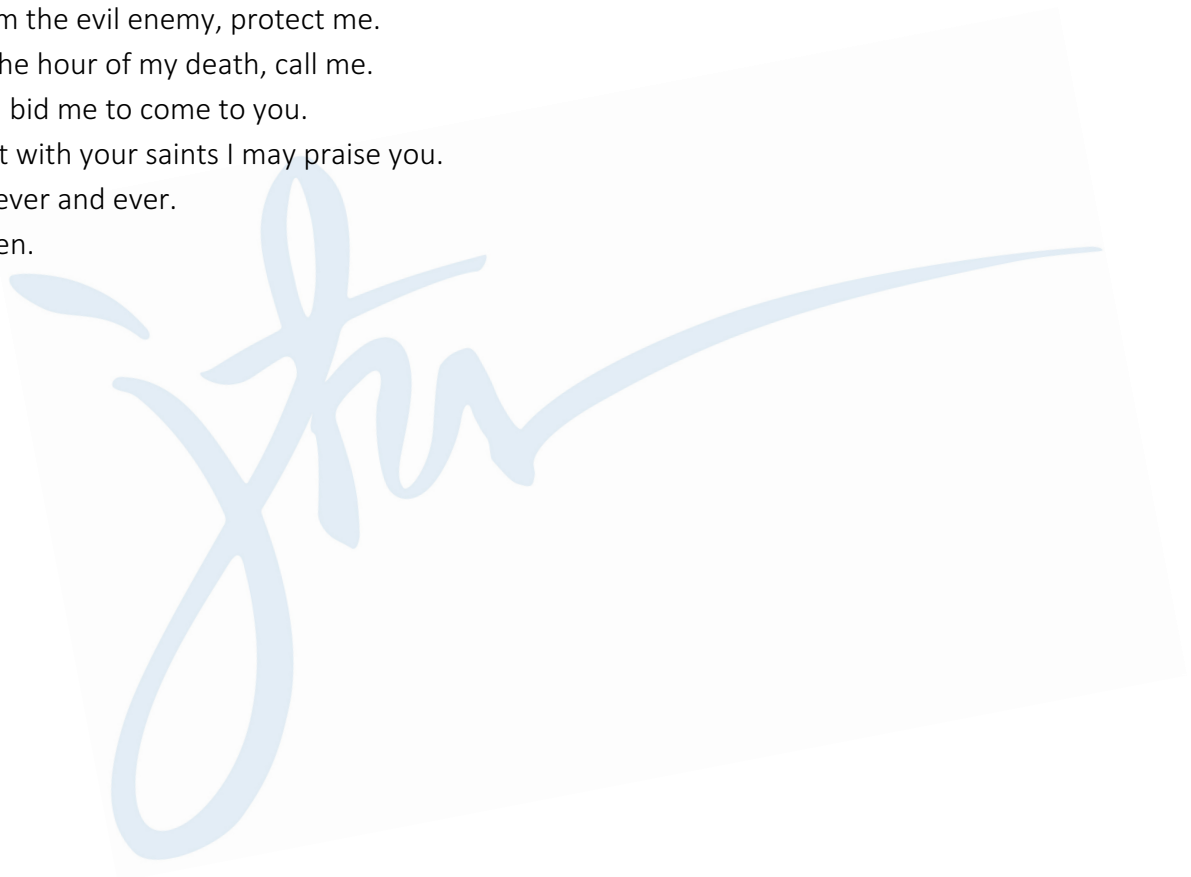 m the evil enemy, protect me.
he hour of my death, call me.
bid me to come to you.
t with your saints I may praise you.
ever and ever.
en.